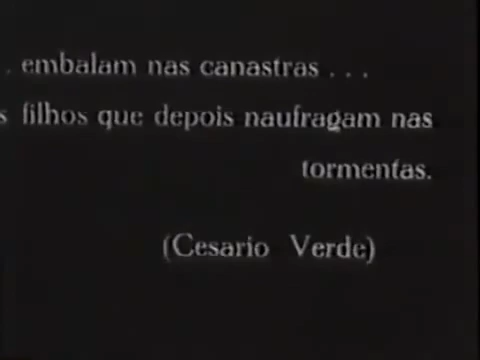 . embalam nas canastras . . .
s filhos que depois naufragam nas
tormentas.
(Cesario Verde)